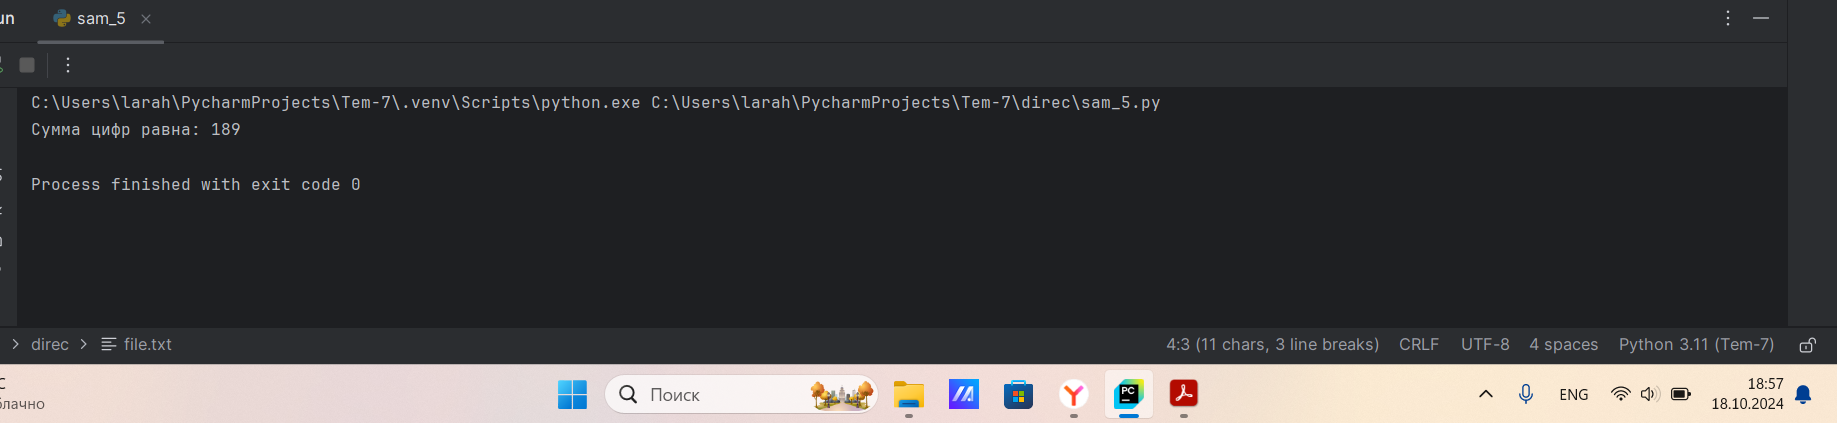 un sam_5
C:\Users\larah\PycharmProjects\Tem-7\.venv\Scripts\python.exe C:\Users\larah\PycharmProjects\Tem-7\direc\sam_5.py
Сумма цифр равна: 189
Process finished with exit code 0
direc file.txt 4:3 (11 chars, 3 line breaks) CRLF UTF-8 4 spaces Python 3.11 (Tem-7)
Поиск PC ENG 18:57
блачно 18.10.2024